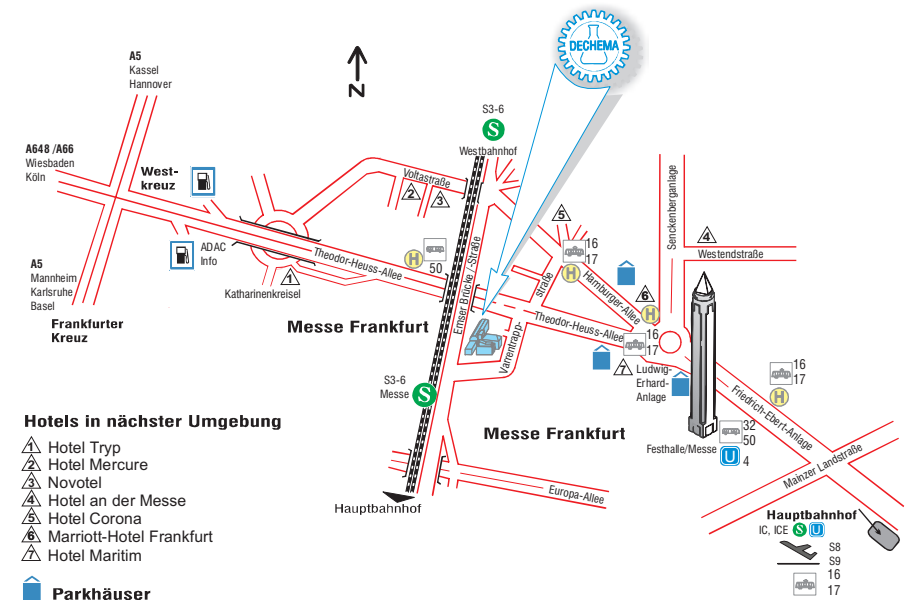 DECHEMA
A5
Kassel
Hannover
N
S3-6
S
Westbahnhof
A648 /A66
Wiesbaden
Köln
West-
kreuz
Voltastraße
2
3
5
Senckenberganlage
4
Westendstraße
ADAC
Info
Theodor-Heuss-Allee
H
50
Emser Brücke /-Straße
16
17
H
Hamburger-Allee
6
H
A5
Mannheim
Karlsruhe
Basel
1
Katharinenkreisel
Frankfurter
Kreuz
Messe Frankfurt
Varrentrapp-
straße
Theodor-Heuss-Allee
16
17
7
Ludwig-
Erhard-
Anlage
16
17
H
Friedrich-Ebert-Anlage
S3-6
Messe
S
Messe Frankfurt
Festhalle/Messe
32
50
U
4
Mainzer Landstraße
Europa-Allee
Hauptbahnhof
Hauptbahnhof
IC, ICE
S
U
S8
S9
16
17
Hotels in nächster Umgebung
1 Hotel Tryp
2 Hotel Mercure
3 Novotel
4 Hotel an der Messe
5 Hotel Corona
6 Marriott-Hotel Frankfurt
7 Hotel Maritim
Parkhäuser